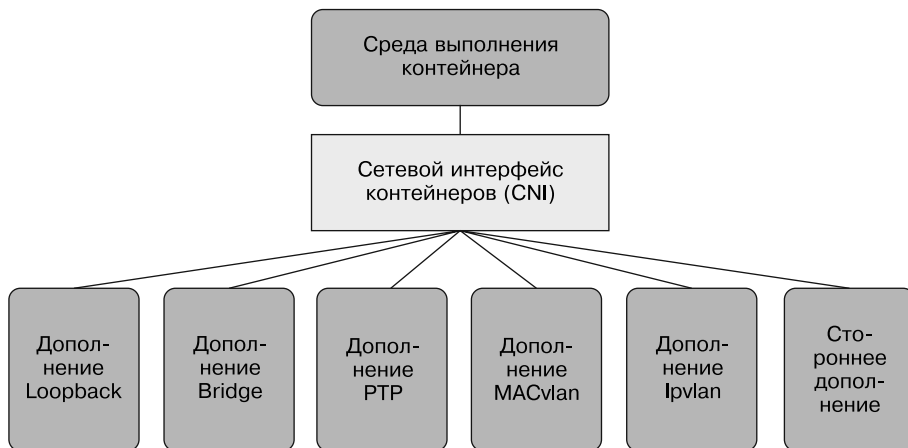 Среда выполнения
контейнера
Сетевой интерфейс
контейнеров (CNI)
Допол-
нение
Loopback
Допол-
нение
Bridge
Допол-
нение
PTP
Допол-
нение
MACvlan
Допол-
нение
Ipvlan
Сто-
роннее
допол-
нение